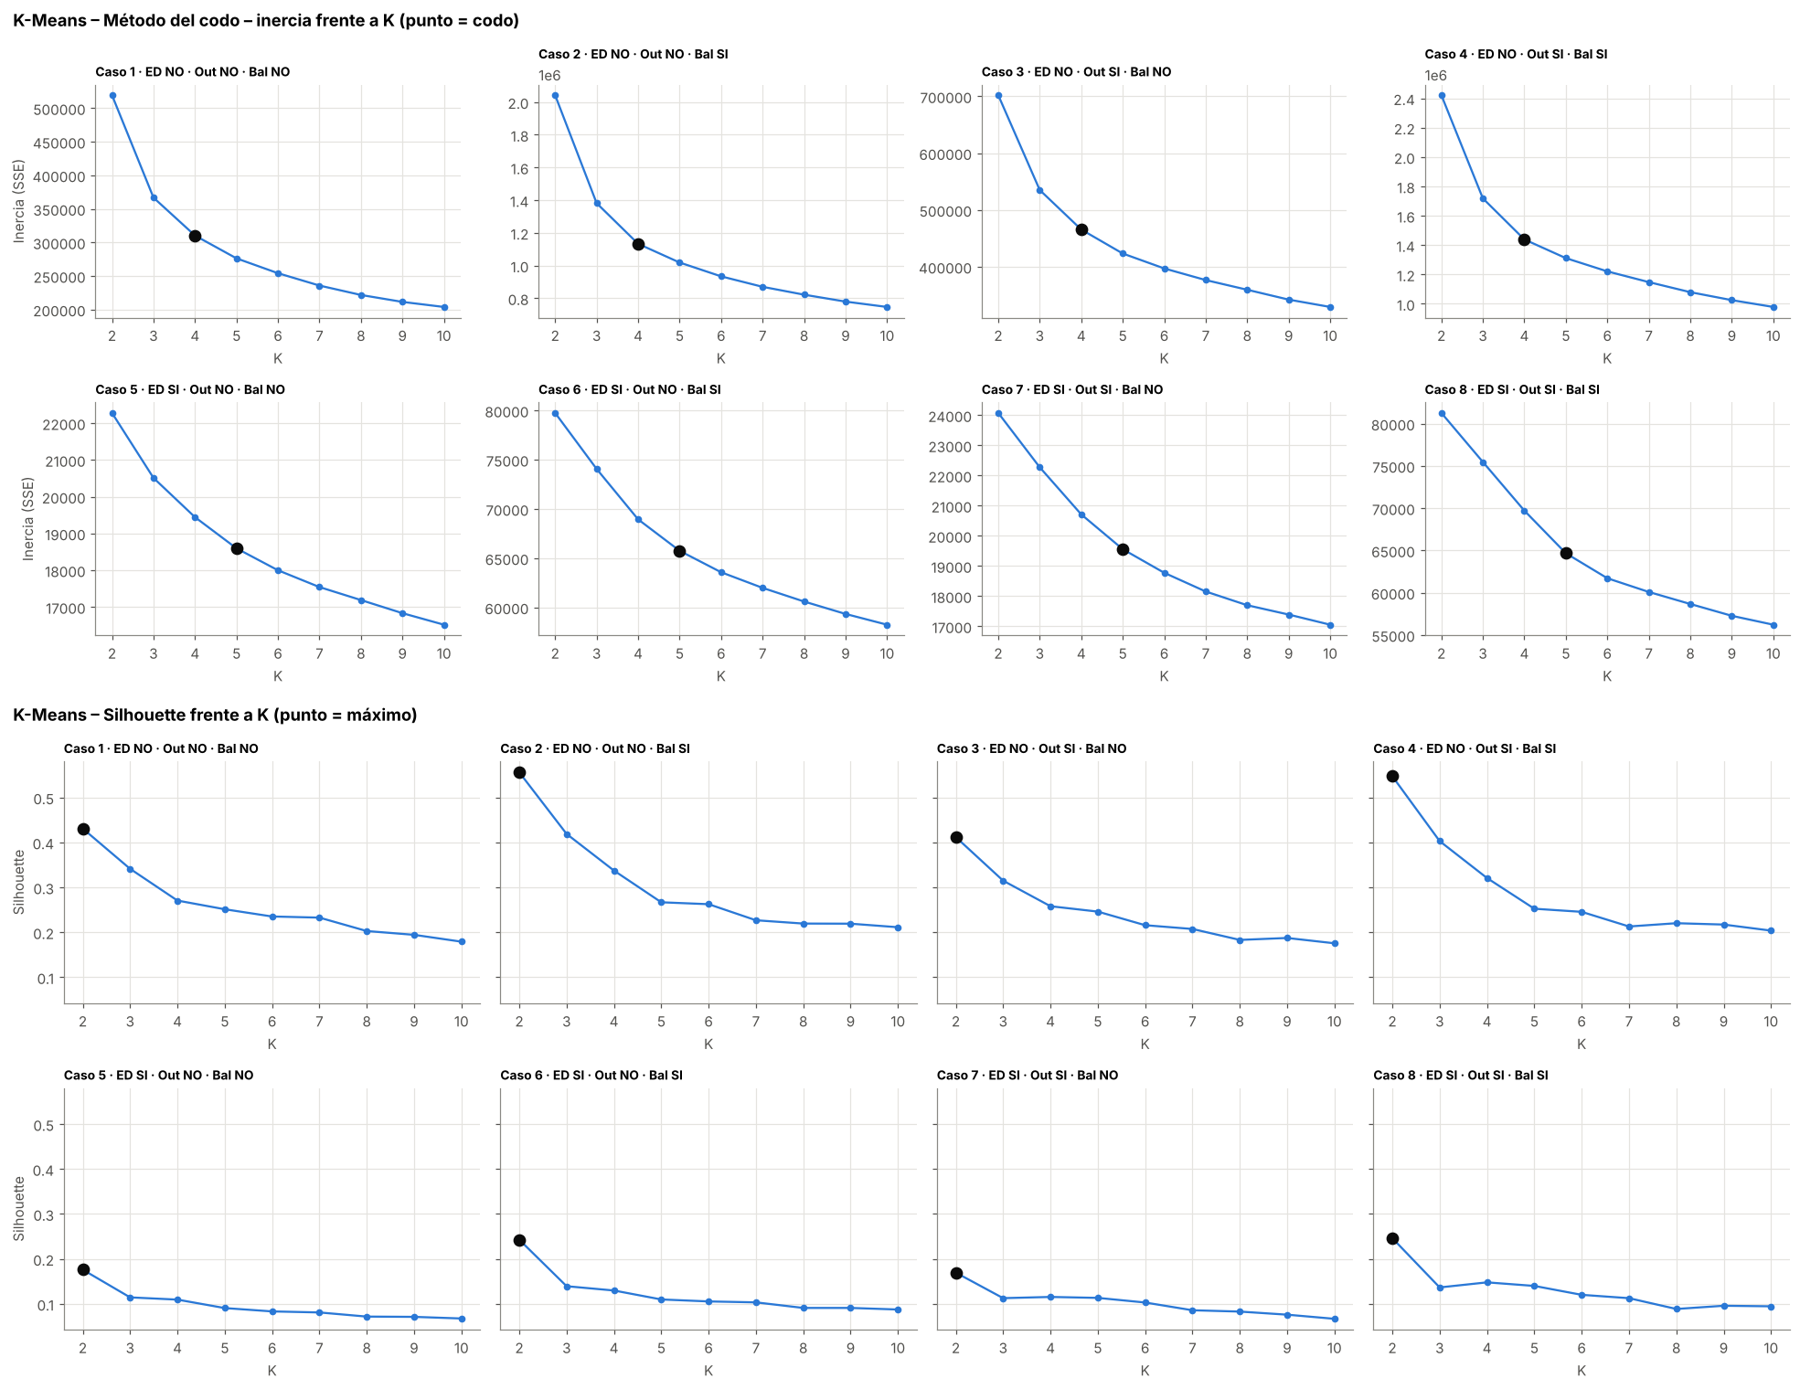 K-Means – Método del codo – inercia frente a K (punto = codo)
Caso 1 · ED NO · Out NO · Bal NO
Inercia (SSE)
500000
450000
400000
350000
300000
250000
200000
2 3 4 5 6 7 8 9 10
K
Caso 2 · ED NO · Out NO · Bal SI
1e6
2.0
1.8
1.6
1.4
1.2
1.0
0.8
2 3 4 5 6 7 8 9 10
K
Caso 3 · ED NO · Out SI · Bal NO
700000
600000
500000
400000
2 3 4 5 6 7 8 9 10
K
Caso 4 · ED NO · Out SI · Bal SI
1e6
2.4
2.2
2.0
1.8
1.6
1.4
1.2
1.0
2 3 4 5 6 7 8 9 10
K
Caso 5 · ED SI · Out NO · Bal NO
Inercia (SSE)
22000
21000
20000
19000
18000
17000
2 3 4 5 6 7 8 9 10
K
Caso 6 · ED SI · Out NO · Bal SI
80000
75000
70000
65000
60000
2 3 4 5 6 7 8 9 10
K
Caso 7 · ED SI · Out SI · Bal NO
24000
23000
22000
21000
20000
19000
18000
17000
2 3 4 5 6 7 8 9 10
K
Caso 8 · ED SI · Out SI · Bal SI
80000
75000
70000
65000
60000
55000
2 3 4 5 6 7 8 9 10
K
K-Means – Silhouette frente a K (punto = máximo)
Caso 1 · ED NO · Out NO · Bal NO
Silhouette
0.5
0.4
0.3
0.2
0.1
2 3 4 5 6 7 8 9 10
K
Caso 2 · ED NO · Out NO · Bal SI
2 3 4 5 6 7 8 9 10
K
Caso 3 · ED NO · Out SI · Bal NO
2 3 4 5 6 7 8 9 10
K
Caso 4 · ED NO · Out SI · Bal SI
2 3 4 5 6 7 8 9 10
K
Caso 5 · ED SI · Out NO · Bal NO
Silhouette
0.5
0.4
0.3
0.2
0.1
2 3 4 5 6 7 8 9 10
K
Caso 6 · ED SI · Out NO · Bal SI
2 3 4 5 6 7 8 9 10
K
Caso 7 · ED SI · Out SI · Bal NO
2 3 4 5 6 7 8 9 10
K
Caso 8 · ED SI · Out SI · Bal SI
2 3 4 5 6 7 8 9 10
K